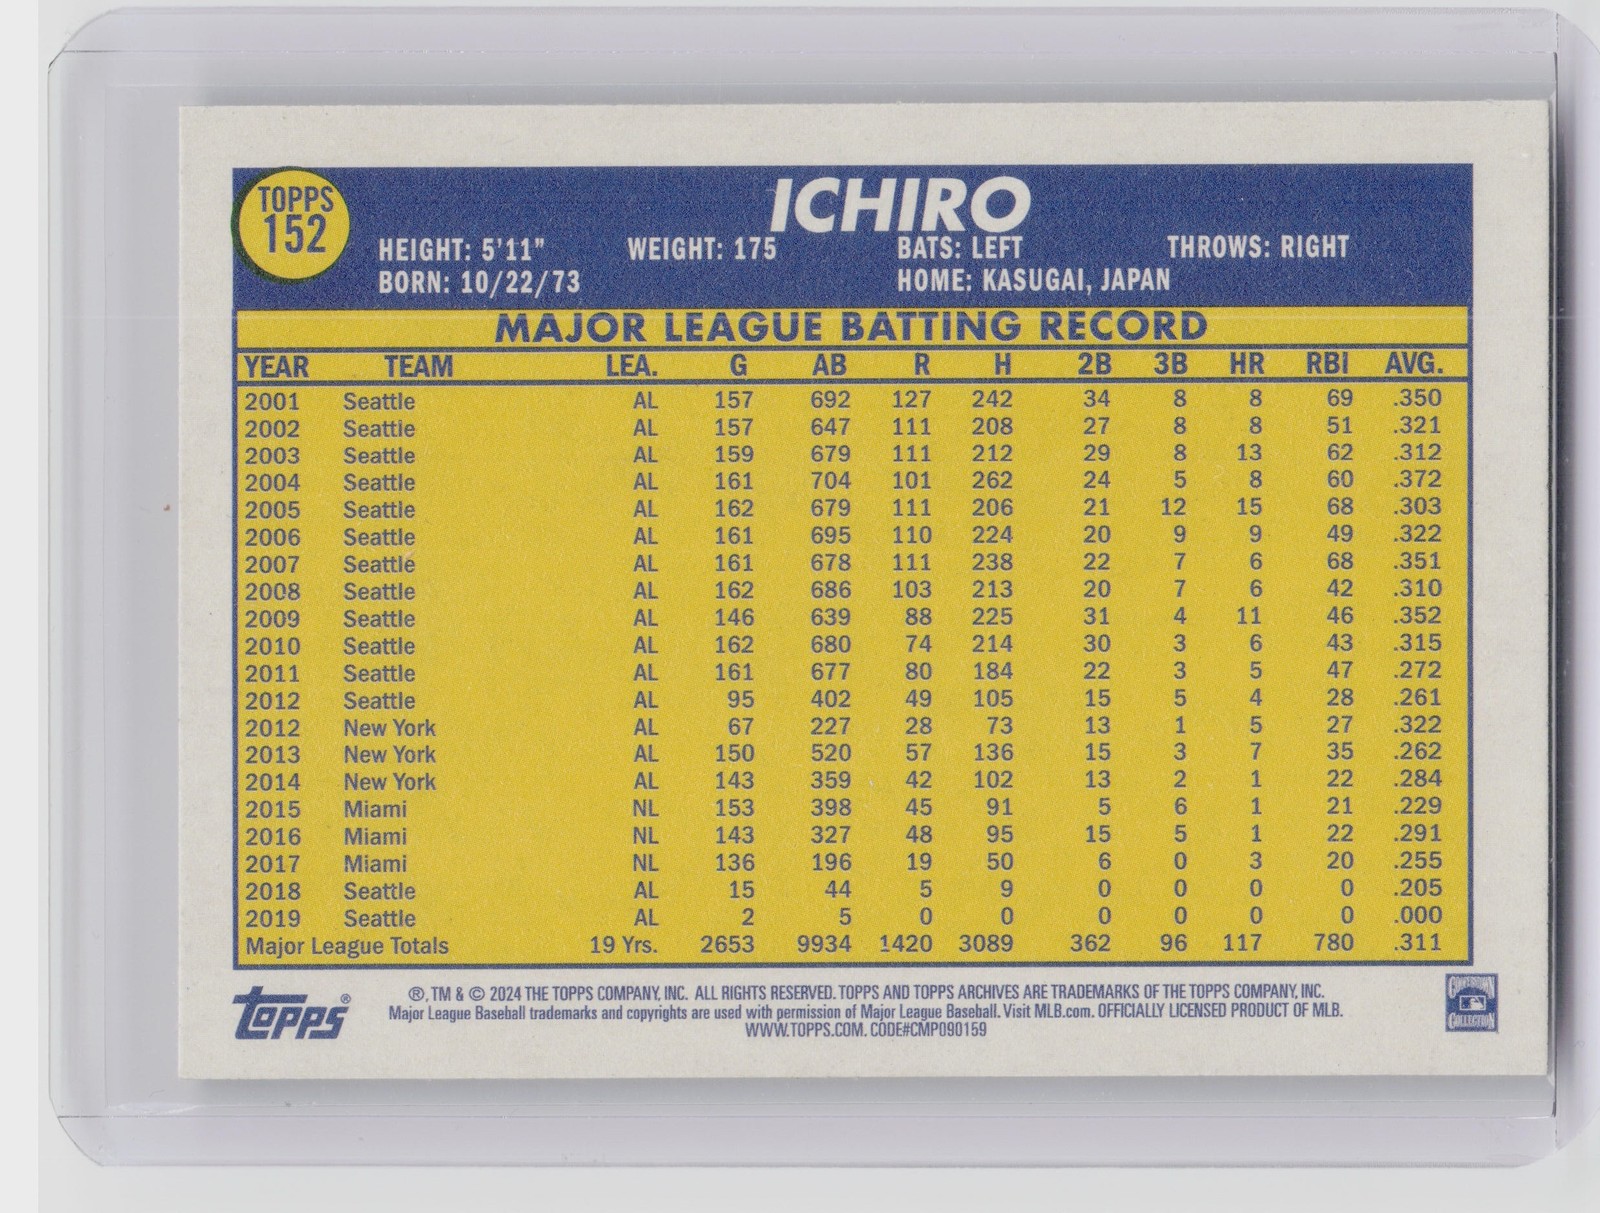 TOPPS
152
ICHIRO
HEIGHT: 5'11" WEIGHT: 175 BATS: LEFT THROWS: RIGHT
BORN: 10/22/73 HOME: KASUGAI, JAPAN
MAJOR LEAGUE BATTING RECORD
YEAR TEAM LEA. G AB R H 2B 3B HR RBI AVG.
2001 Seattle AL 157 692 127 242 34 8 8 69 .350
2002 Seattle AL 157 647 111 208 27 8 8 51 .321
2003 Seattle AL 159 679 111 212 29 8 13 62 .312
2004 Seattle AL 161 704 101 262 24 5 8 60 .372
2005 Seattle AL 162 679 111 206 21 12 15 68 .303
2006 Seattle AL 161 695 110 224 20 9 9 49 .322
2007 Seattle AL 161 678 111 238 22 7 6 68 .351
2008 Seattle AL 162 686 103 213 20 7 6 42 .310
2009 Seattle AL 146 639 88 225 31 4 11 46 .352
2010 Seattle AL 162 680 74 214 30 3 6 43 .315
2011 Seattle AL 161 677 80 184 22 3 5 47 .272
2012 Seattle AL 95 402 49 105 15 5 4 28 .261
2012 New York AL 67 227 28 73 13 1 5 27 .322
2013 New York AL 150 520 57 136 15 3 7 35 .262
2014 New York AL 143 359 42 102 13 2 1 22 .284
2015 Miami NL 153 398 45 91 5 6 1 21 .229
2016 Miami NL 143 327 48 95 15 5 1 22 .291
2017 Miami NL 136 196 19 50 6 0 3 20 .255
2018 Seattle AL 15 44 5 9 0 0 0 0 .205
2019 Seattle AL 2 5 0 0 0 0 0 0 .000
Major League Totals 19 Yrs. 2653 9934 1420 3089 362 96 117 780 .311
TOPPS®
®, TM & © 2024 THE TOPPS COMPANY, INC. ALL RIGHTS RESERVED. TOPPS AND TOPPS ARCHIVES ARE TRADEMARKS OF THE TOPPS COMPANY, INC.
Major League Baseball trademarks and copyrights are used with permission of Major League Baseball. Visit MLB.com. OFFICIALLY LICENSED PRODUCT OF MLB.
WWW.TOPPS.COM. CODE#CMP090159
COOPERSTOWN
COLLECTION